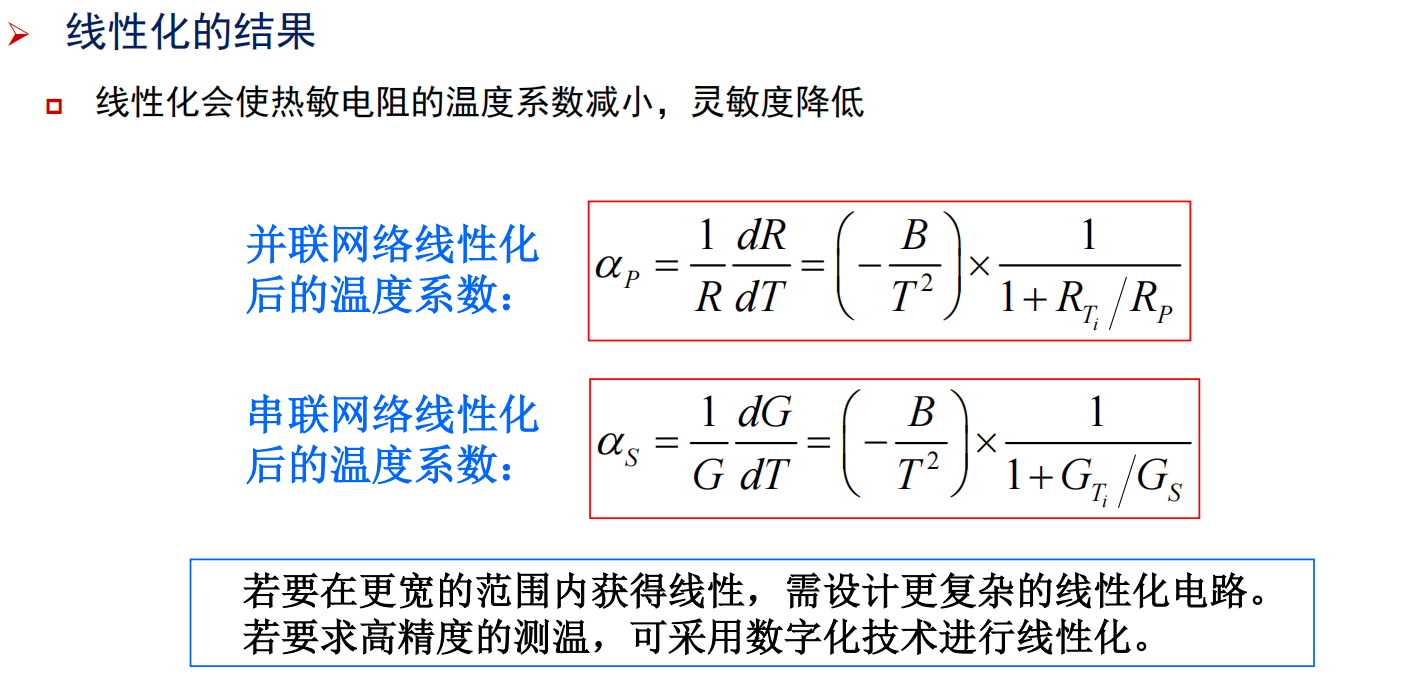 线性化的结果
线性化会使热敏电阻的温度系数减小，灵敏度降低
并联网络线性化
后的温度系数：
α_P = \frac{1}{R} \frac{dR}{dT} = \left( -\frac{B}{T^2} \right) × \frac{1}{1 + R_{T_i} / R_P}
串联网络线性化
后的温度系数：
α_S = \frac{1}{G} \frac{dG}{dT} = \left( -\frac{B}{T^2} \right) × \frac{1}{1 + G_{T_i} / G_S}
若要在更宽的范围内获得线性，需设计更复杂的线性化电路。
若要求高精度的测温，可采用数字化技术进行线性化。